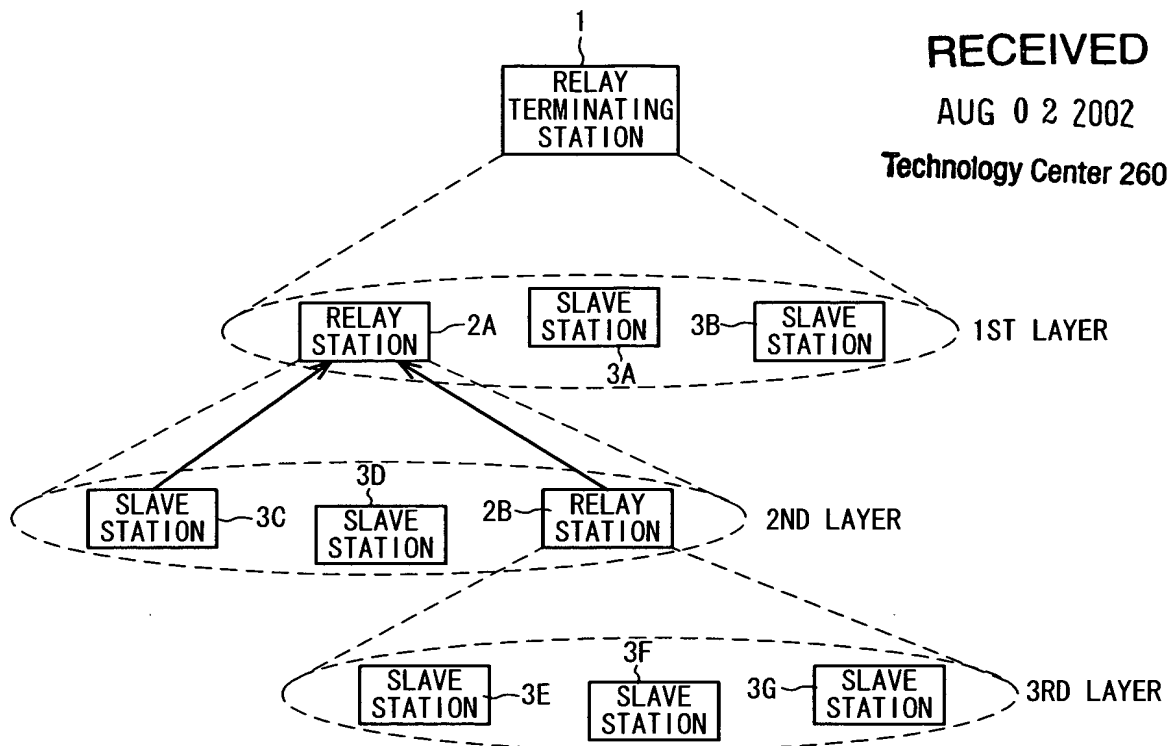 1
RELAY
TERMINATING
STATION
RECEIVED
AUG 0 2 2002
Technology Center 260
RELAY
STATION
2A
SLAVE
STATION
3A
3B
SLAVE
STATION
1ST LAYER
SLAVE
STATION
3C
3D
SLAVE
STATION
2B
RELAY
STATION
2ND LAYER
SLAVE
STATION
3E
3F
SLAVE
STATION
3G
SLAVE
STATION
3RD LAYER